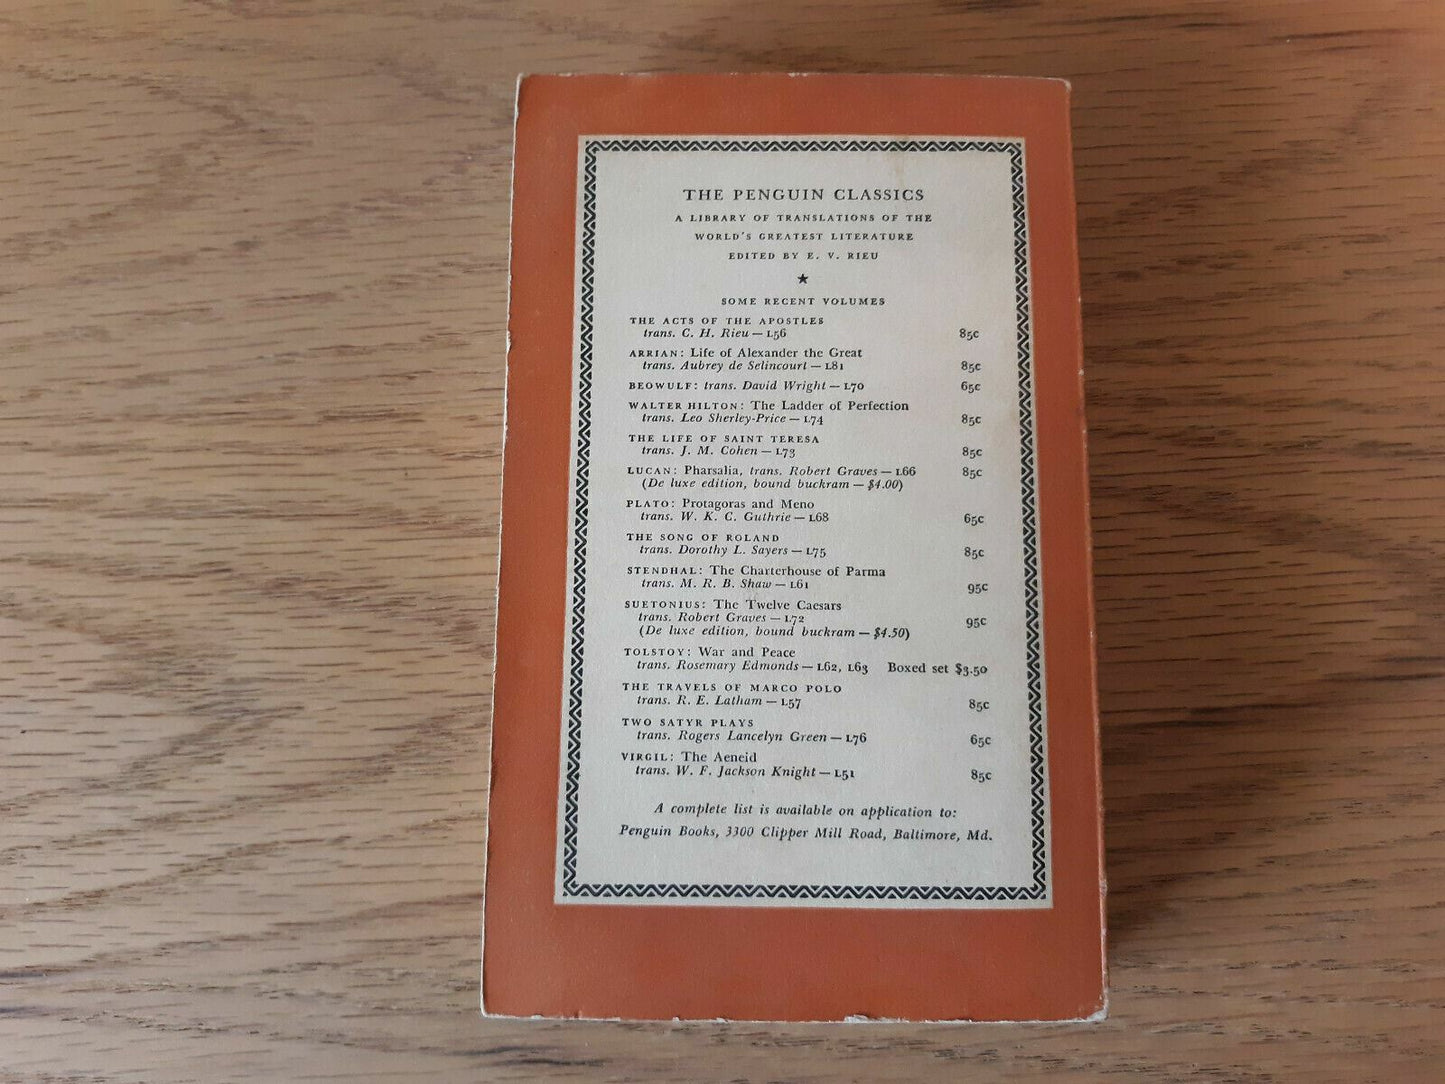 THE PENGUIN CLASSICS
A LIBRARY OF TRANSLATIONS OF THE
WORLD'S GREATEST LITERATURE
EDITED BY E. V. RIEU
★
SOME RECENT VOLUMES
THE ACTS OF THE APOSTLES
trans. C. H. Rieu — L56 85c
ARRIAN: Life of Alexander the Great
trans. Aubrey de Selincourt — L81 85c
BEOWULF: trans. David Wright — L70 65c
WALTER HILTON: The Ladder of Perfection
trans. Leo Sherley-Price — L74 85c
THE LIFE OF SAINT TERESA
trans. J. M. Cohen — L73 85c
LUCAN: Pharsalia, trans. Robert Graves — L66 85c
(De luxe edition, bound buckram — $4.00)
PLATO: Protagoras and Meno
trans. W. K. C. Guthrie — L68 65c
THE SONG OF ROLAND
trans. Dorothy L. Sayers — L75 85c
STENDHAL: The Charterhouse of Parma
trans. M. R. B. Shaw — L61 95c
SUETONIUS: The Twelve Caesars
trans. Robert Graves — L72 95c
(De luxe edition, bound buckram — $4.50)
TOLSTOY: War and Peace
trans. Rosemary Edmonds — L62, L63 Boxed set $3.50
THE TRAVELS OF MARCO POLO
trans. R. E. Latham — L57 85c
TWO SATYR PLAYS
trans. Rogers Lancelyn Green — L76 65c
VIRGIL: The Aeneid
trans. W. F. Jackson Knight — L51 85c
A complete list is available on application to:
Penguin Books, 3300 Clipper Mill Road, Baltimore, Md.